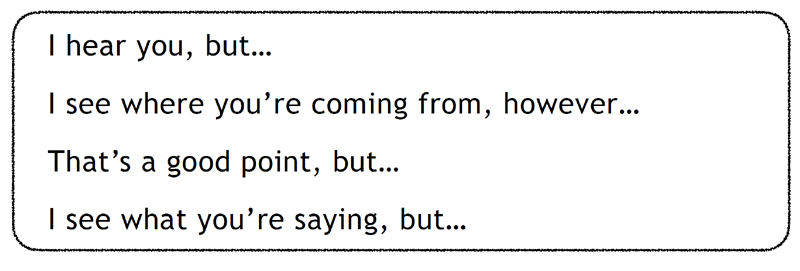 I hear you, but…
I see where you’re coming from, however…
That’s a good point, but…
I see what you’re saying, but…